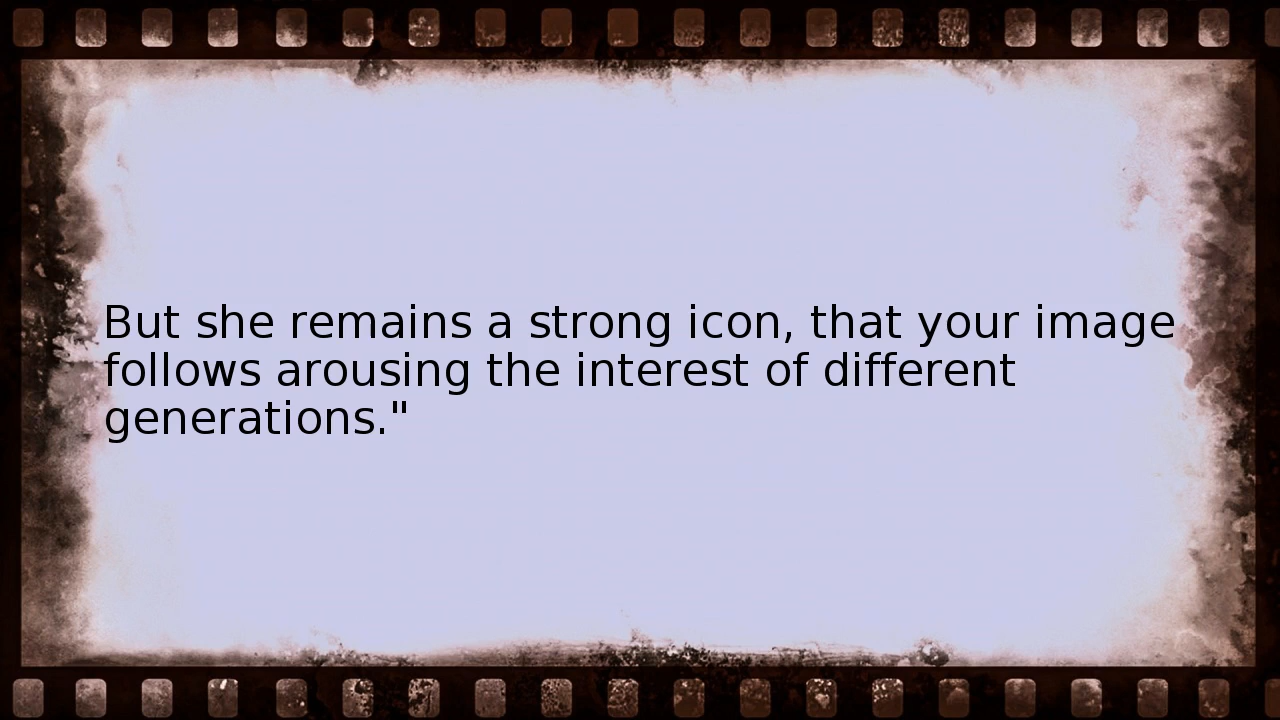 But she remains a strong icon, that your image
follows arousing the interest of different
generations."